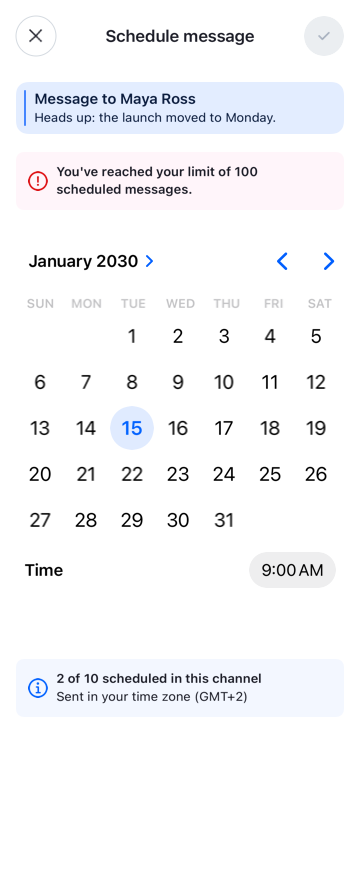 Schedule message
Message to Maya Ross
Heads up: the launch moved to Monday.
You've reached your limit of 100
scheduled messages.
January 2030
SUN MON TUE WED THU FRI SAT
1 2 3 4 5
6 7 8 9 10 11 12
13 14 15 16 17 18 19
20 21 22 23 24 25 26
27 28 29 30 31
Time 9:00 AM
2 of 10 scheduled in this channel
Sent in your time zone (GMT+2)